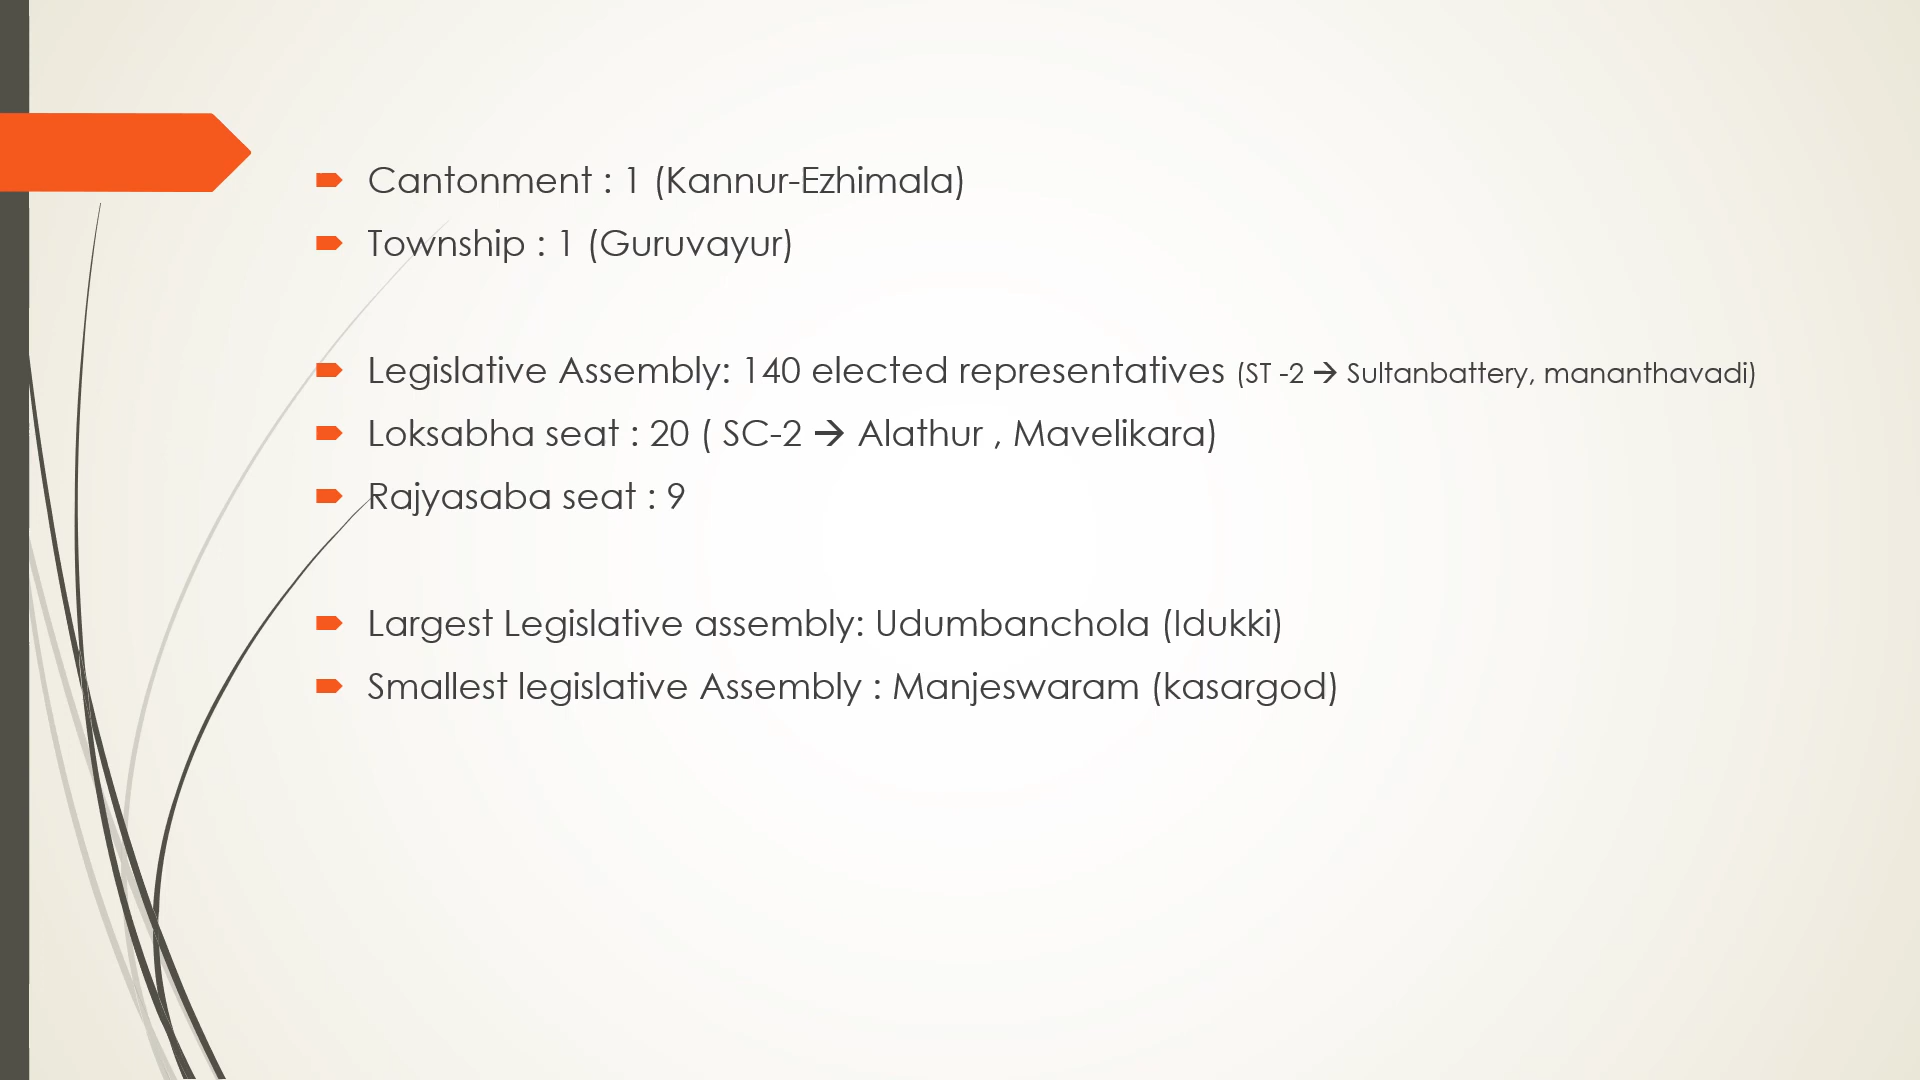 Cantonment : 1 (Kannur-Ezhimala)
Township : 1 (Guruvayur)
Legislative Assembly: 140 elected representatives (ST -2 → Sultanbattery, mananthavadi)
Loksabha seat : 20 ( SC-2 → Alathur , Mavelikara)
Rajyasaba seat : 9
Largest Legislative assembly: Udumbanchola (Idukki)
Smallest legislative Assembly : Manjeswaram (kasargod)